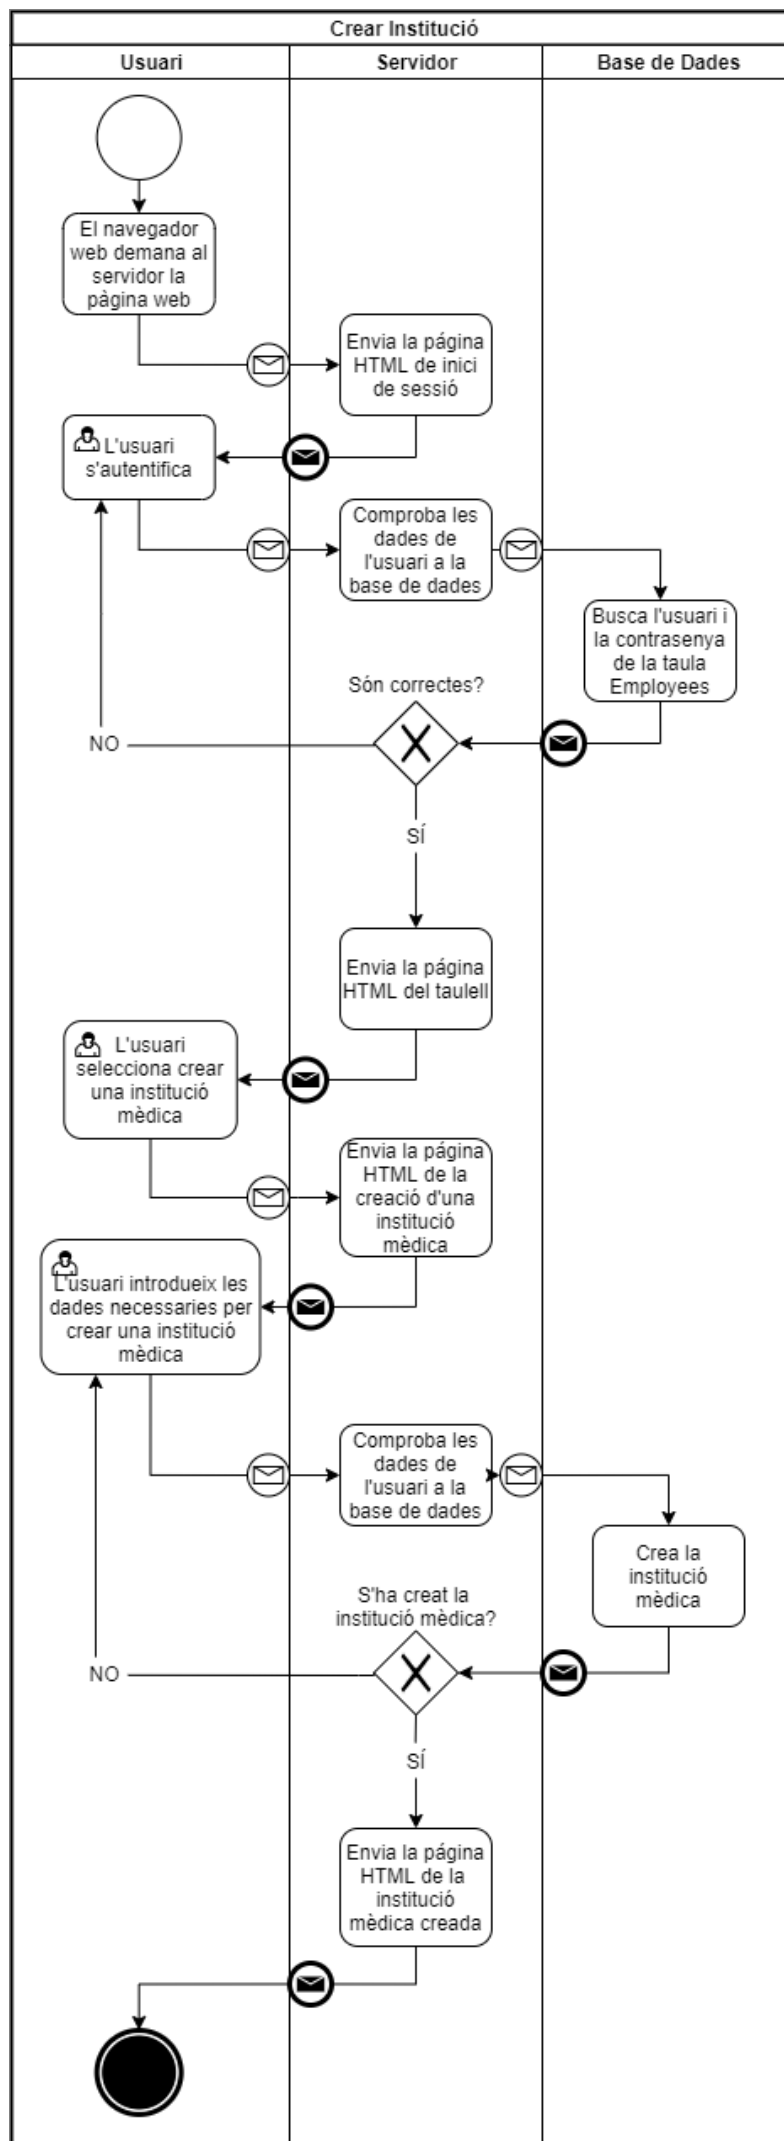 Crear Institució
Usuari
Servidor
Base de Dades
El navegador
web demana al
servidor la
pàgina web
Envia la página
HTML de inici
de sessió
L'usuari
s'autentifica
Comproba les
dades de
l'usuari a la
base de dades
Busca l'usuari i
la contrasenya
de la taula
Employees
Són correctes?
NO
SÍ
Envia la página
HTML del taulell
L'usuari
selecciona crear
una institució
mèdica
Envia la página
HTML de la
creació d'una
institució
mèdica
L'usuari introdueix les
dades necessaries per
crear una institució
mèdica
Comproba les
dades de
l'usuari a la
base de dades
Crea la
institució
mèdica
S'ha creat la
institució mèdica?
NO
SÍ
Envia la página
HTML de la
institució
mèdica creada